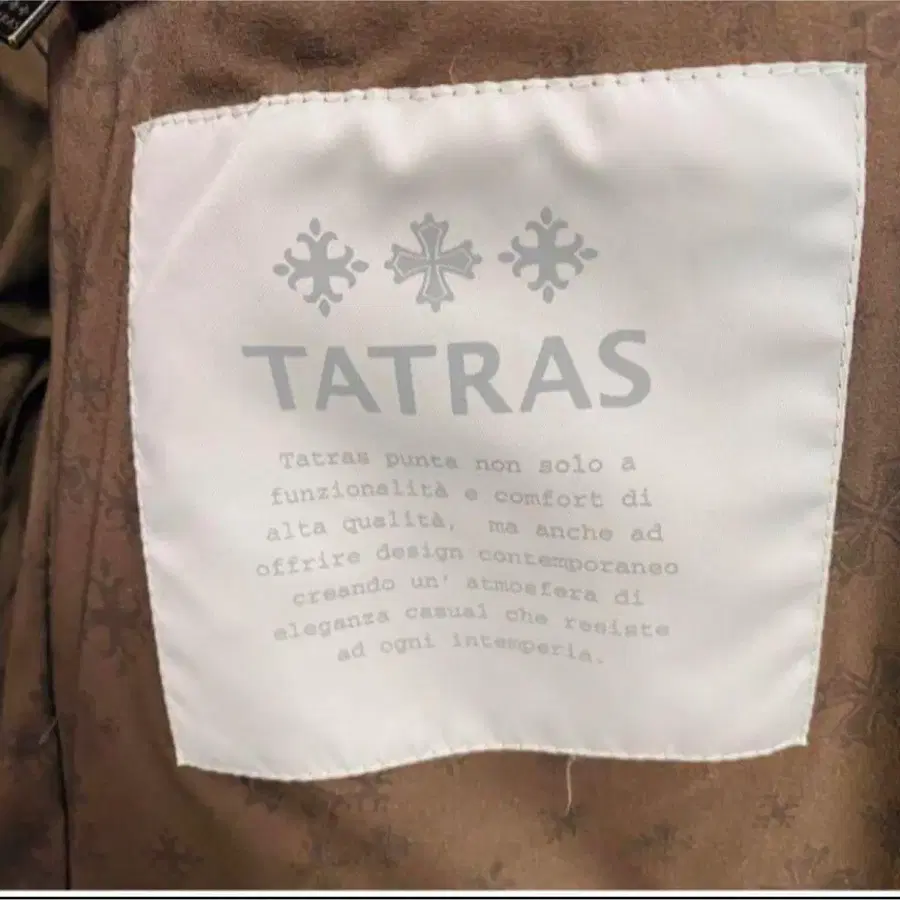 TATRAS
Tatras punta non solo a
funzionalità e comfort di
alta qualità, ma anche ad
offrire design contemporaneo
creando un' atmosfera di
eleganza casual che resiste
ad ogni intemperia.